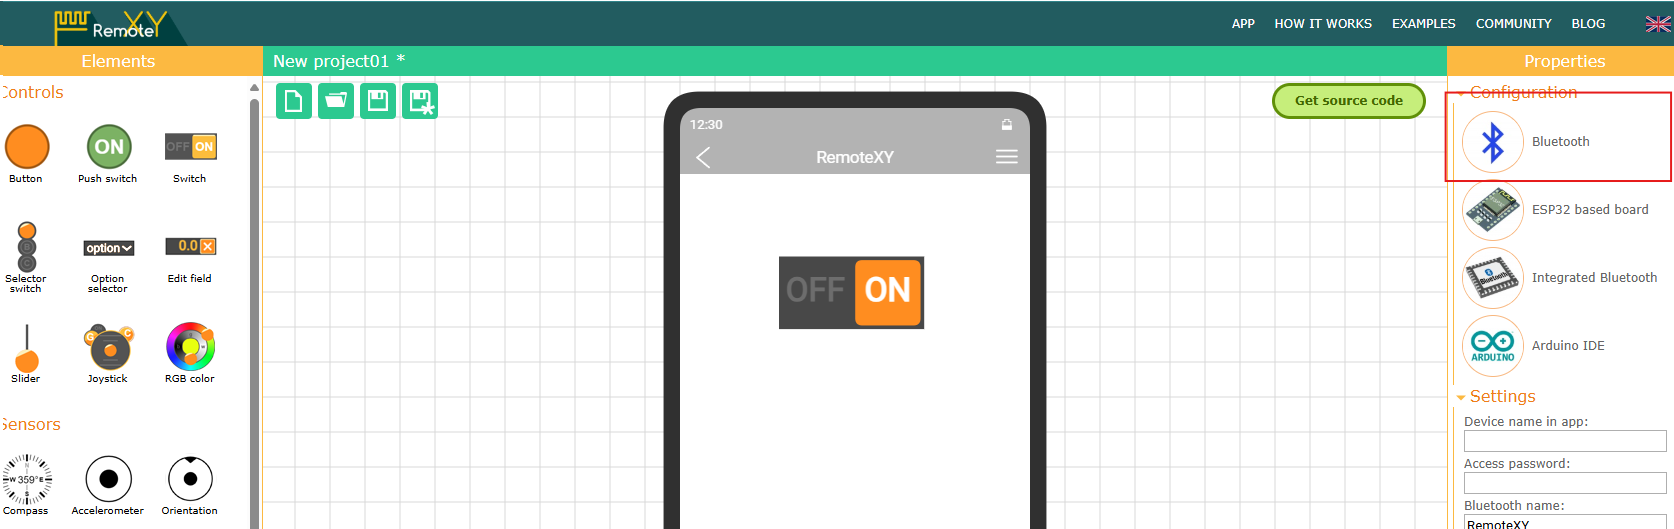 RemoteXY
APP HOW IT WORKS EXAMPLES COMMUNITY BLOG
Elements
New project01 *
Properties
Controls
Button
Push switch
Switch
ON
OFF ON
Selector switch
Option selector
Edit field
option
0.0
Slider
Joystick
RGB color
G
C
Sensors
N
W 359° E
S
Compass
Accelerometer
Orientation
Get source code
12:30
RemoteXY
OFF ON
Configuration
Bluetooth
ESP32 based board
Integrated Bluetooth
Bluetooth
Arduino IDE
ARDUINO
Settings
Device name in app:
Access password:
Bluetooth name:
RemoteXY